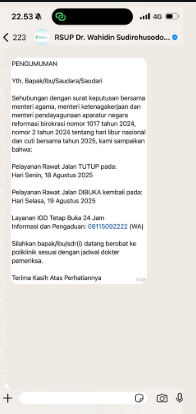 22.53
4G
223
RSUP Dr. Wahidin Sudirohusodo...
PENGUMUMAN
Yth. Bapak/Ibu/Saudara/Saudari
Sehubungan dengan surat keputusan bersama
menteri agama, menteri ketenagakerjaan dan
menteri pendayagunaan aparatur negara
reformasi birokrasi nomor 1017 tahun 2024,
nomor 2 tahun 2024 tentang hari libur nasional
dan cuti bersama tahun 2025, kami sampaikan
bahwa:
Pelayanan Rawat Jalan TUTUP pada:
Hari Senin, 18 Agustus 2025
Pelayanan Rawat Jalan DIBUKA kembali pada:
Hari Selasa, 19 Agustus 2025
Layanan IGD Tetap Buka 24 Jam
Informasi dan Pengaduan: 08115092222 (WA)
Silahkan bapak/ibu/sdr(i) datang berobat ke
poliklinik sesuai dengan jadwal dokter
pemeriksa.
Terima Kasih Atas Perhatiannya